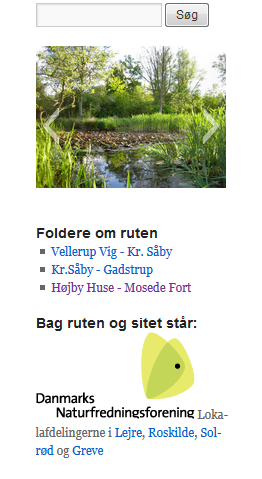 Søg
Foldere om ruten
Vellerup Vig - Kr. Såby
Kr.Såby - Gadstrup
Højby Huse - Mosede Fort
Bag ruten og sitet står:
Danmarks
Naturfredningsforening Loka-
lafdelingerne i Lejre, Roskilde, Sol-
rød og Greve